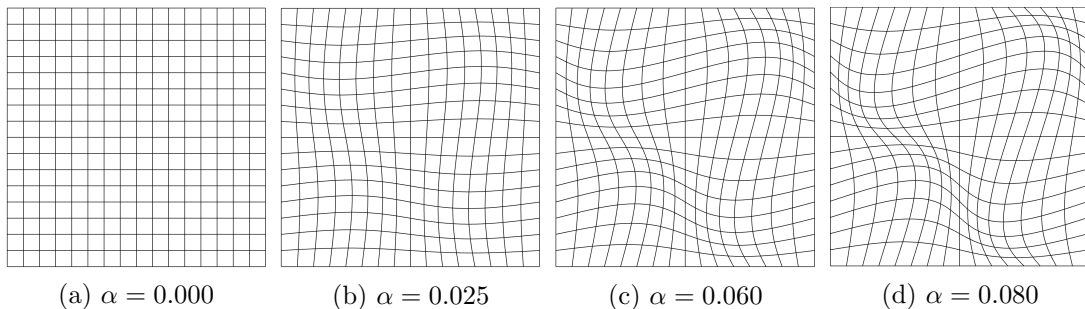 (a) α = 0.000 (b) α = 0.025 (c) α = 0.060 (d) α = 0.080